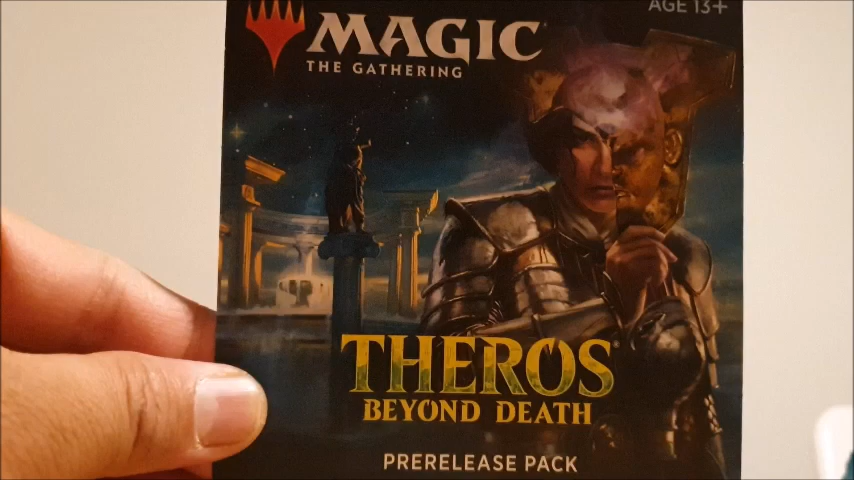 AGE 13+
MAGIC
THE GATHERING
THEROS
BEYOND DEATH
PRERELEASE PACK